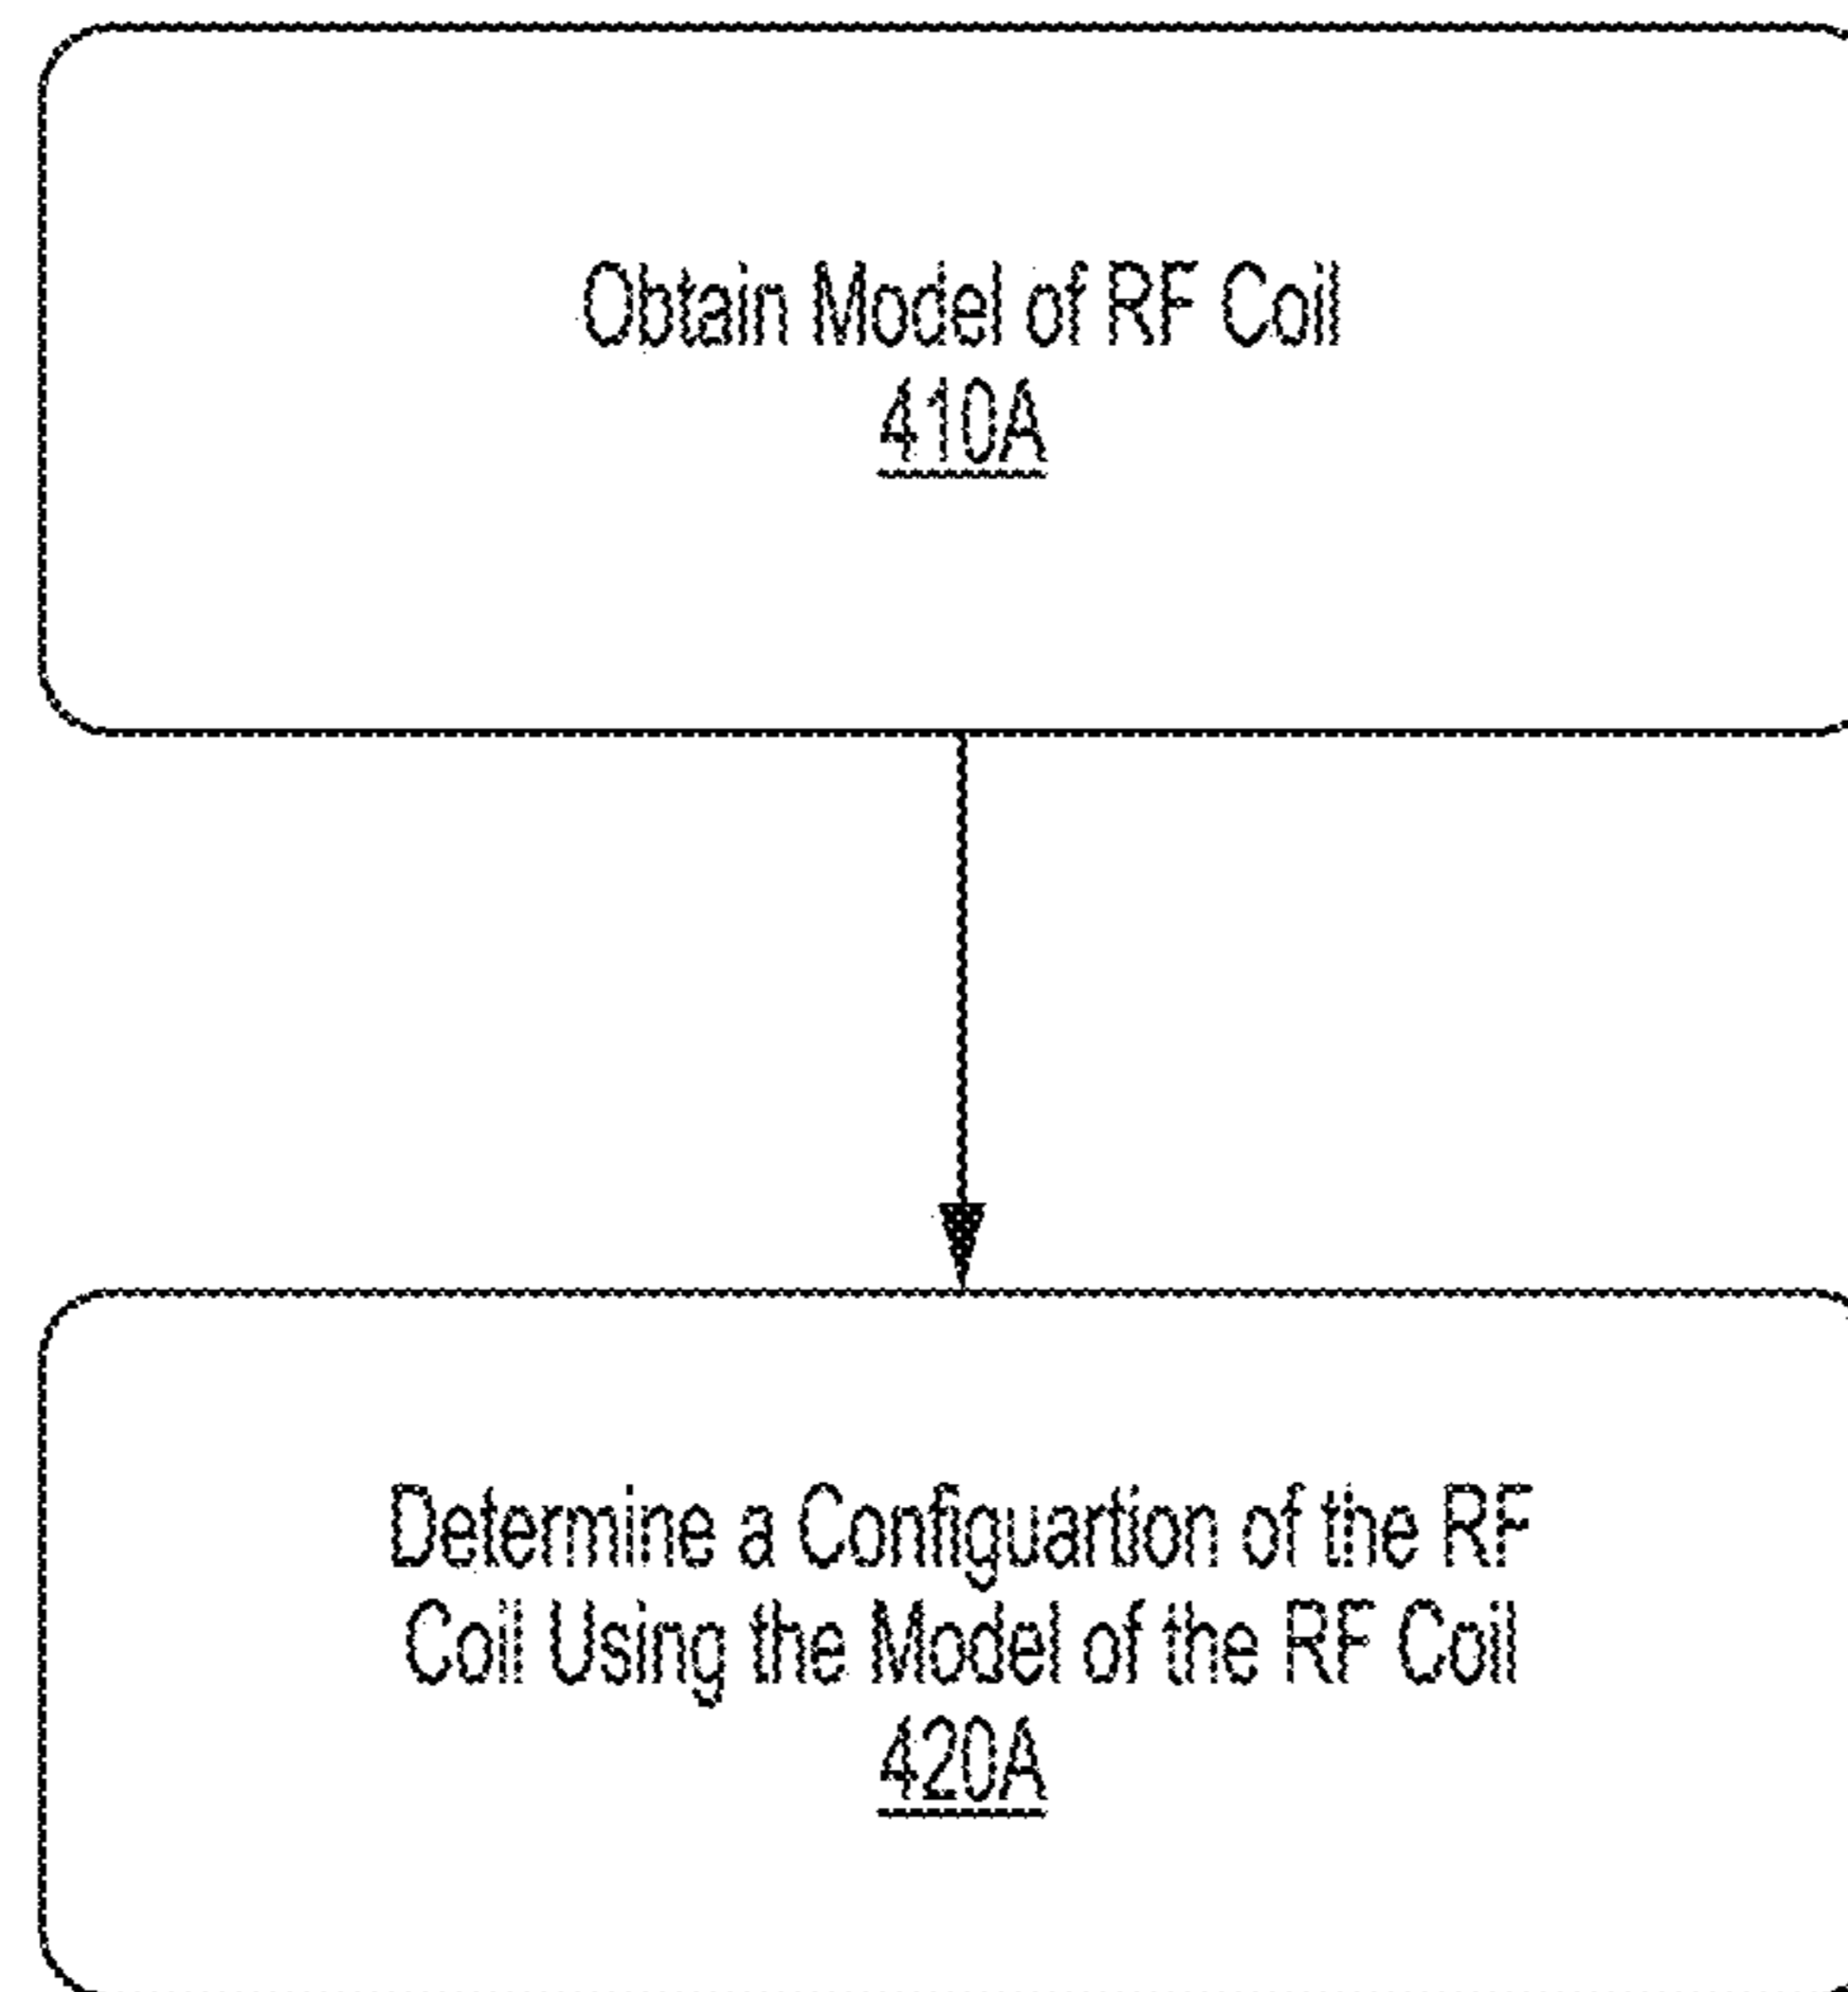 Obtain Model of RF Coil
410A
Determine a Configuartion of the RF
Coil Using the Model of the RF Coil
420A